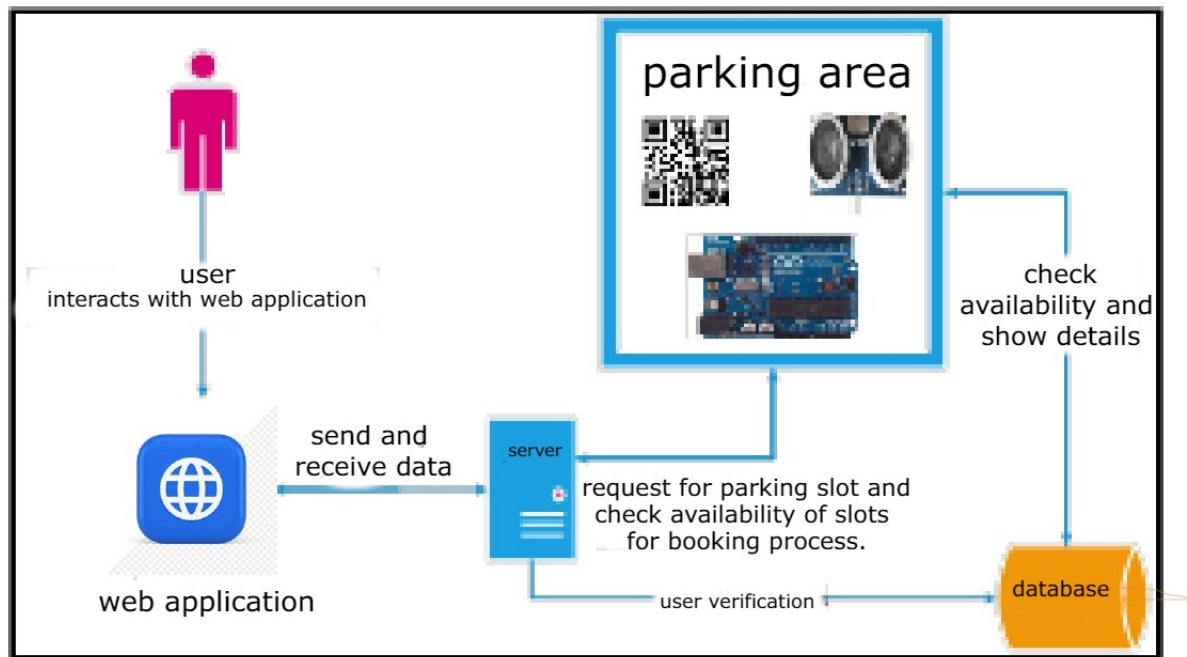 parking area
user
interacts with web application
check
availability and
show details
send and
receive data
server
request for parking slot and
check availability of slots
for booking process.
web application
user verification
database